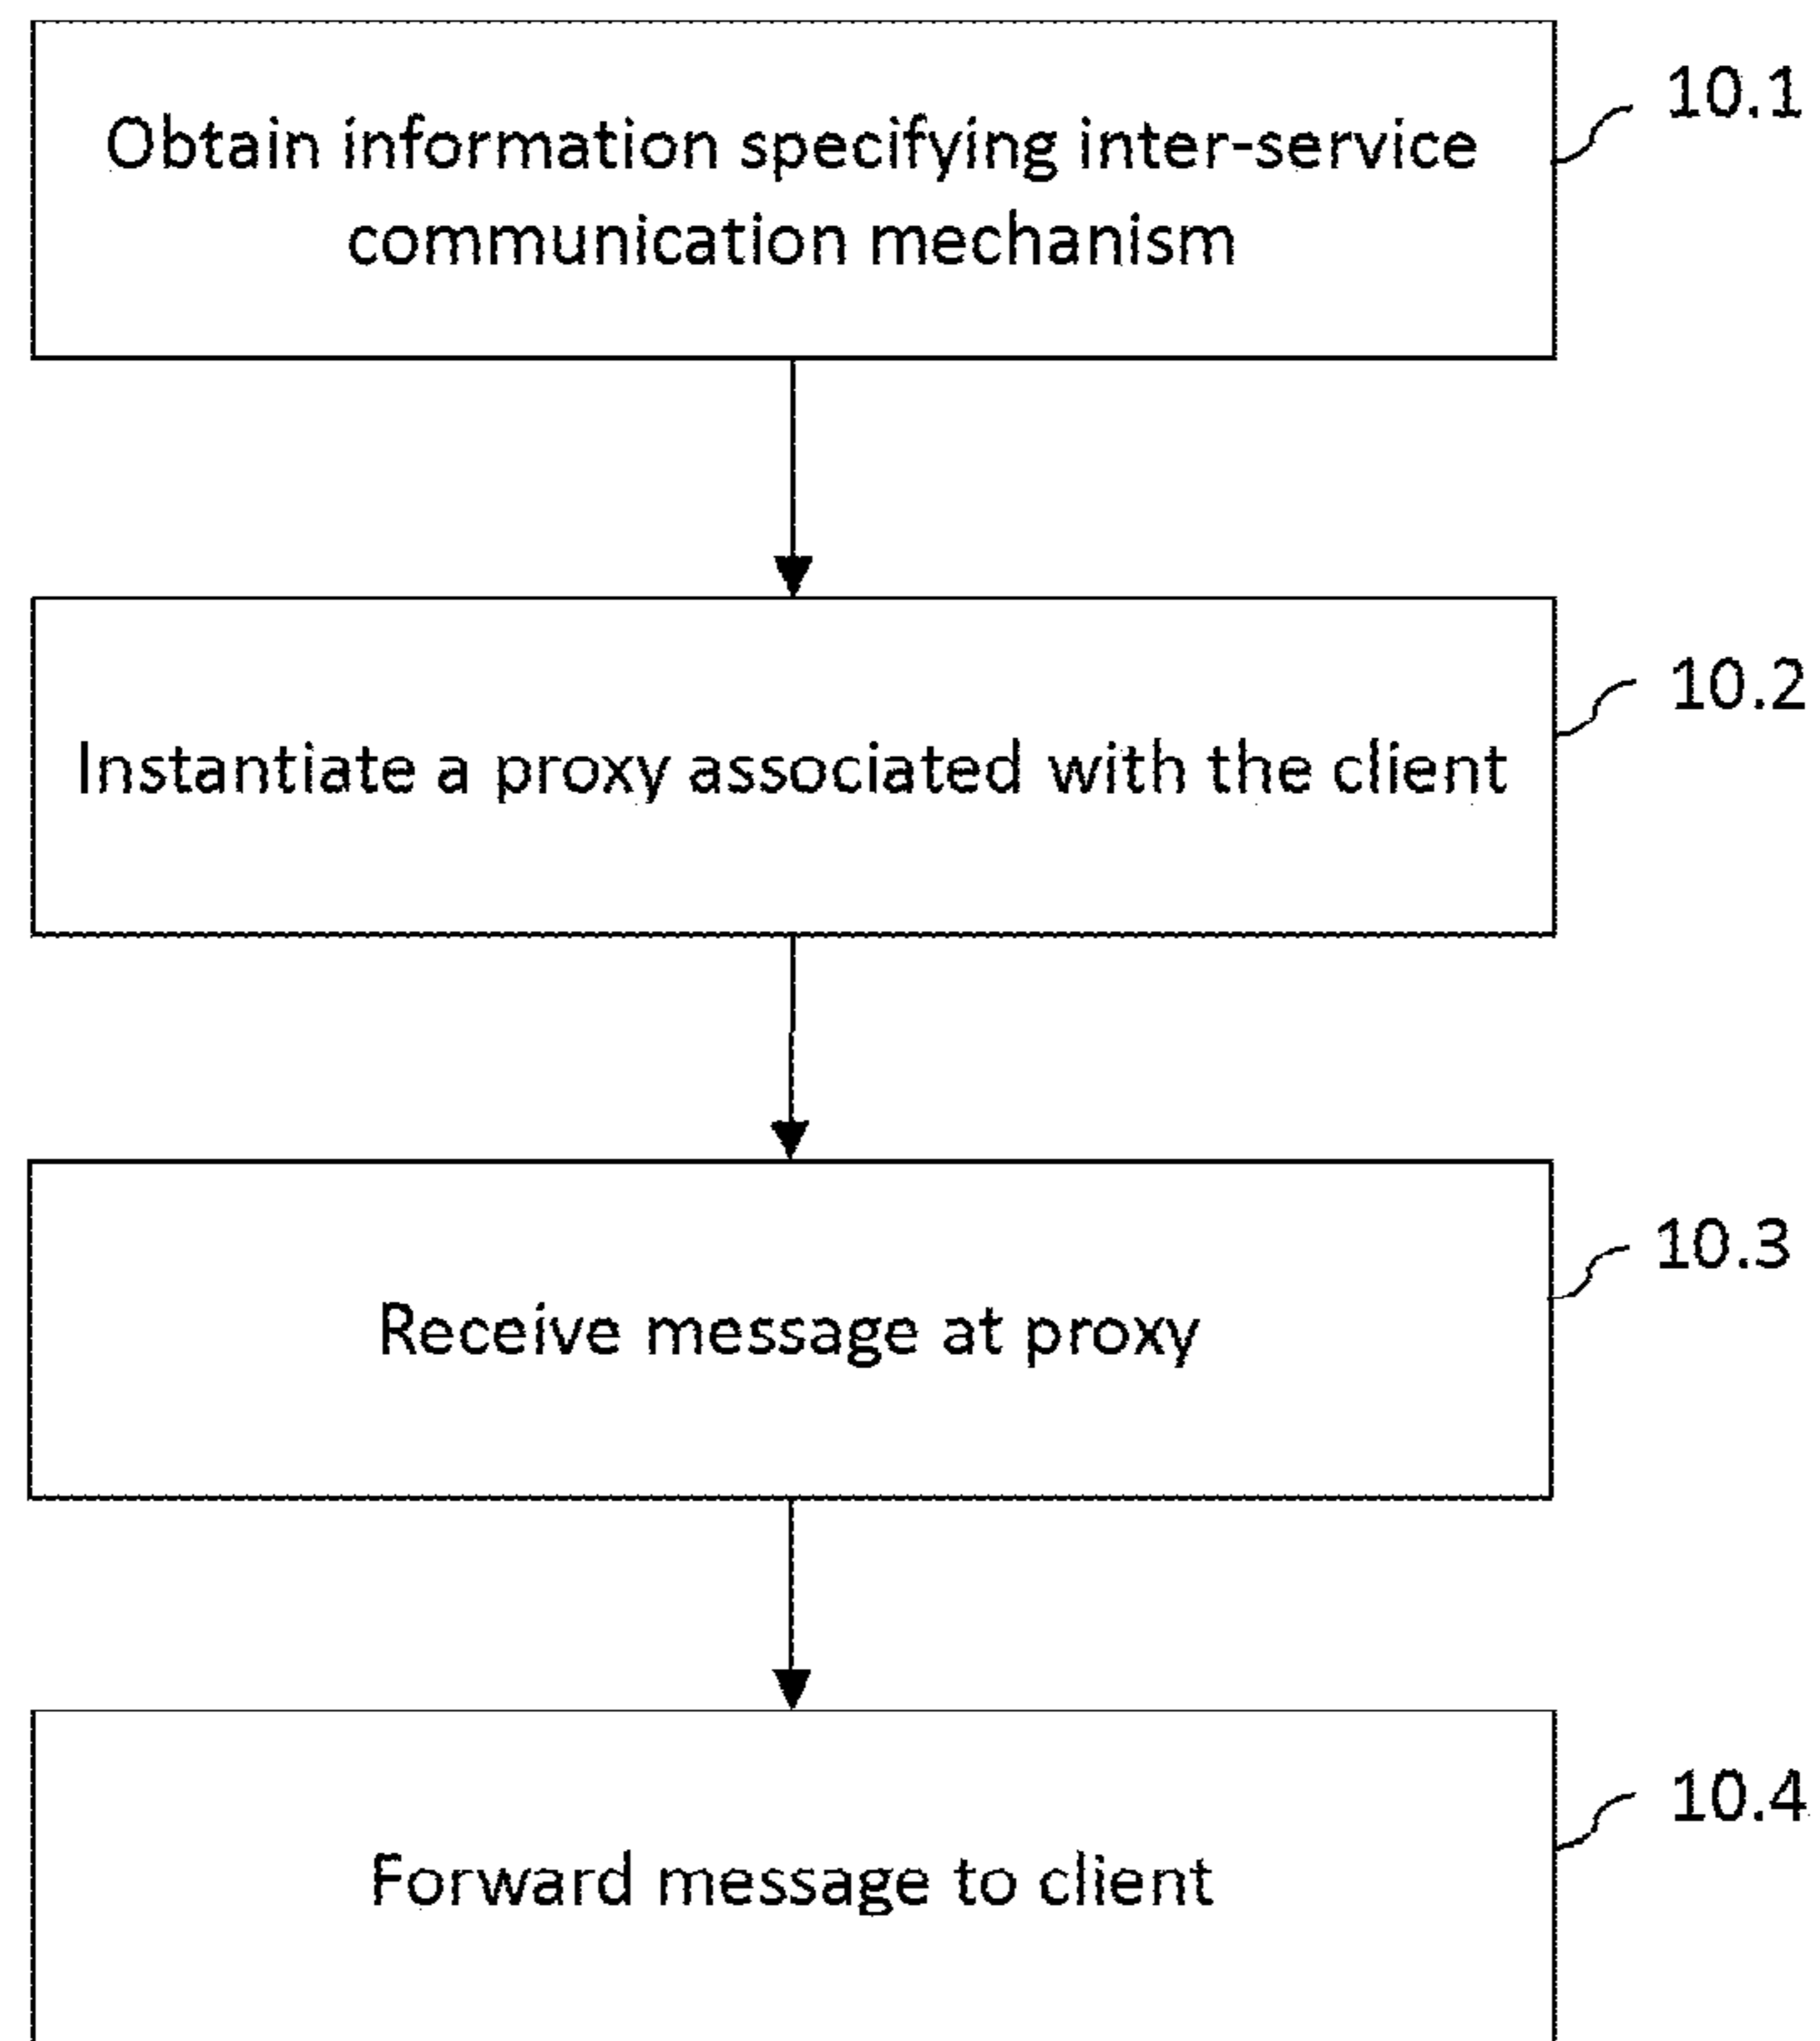 Obtain information specifying inter-service
communication mechanism
10.1
Instantiate a proxy associated with the client
10.2
Receive message at proxy
10.3
Forward message to client
10.4